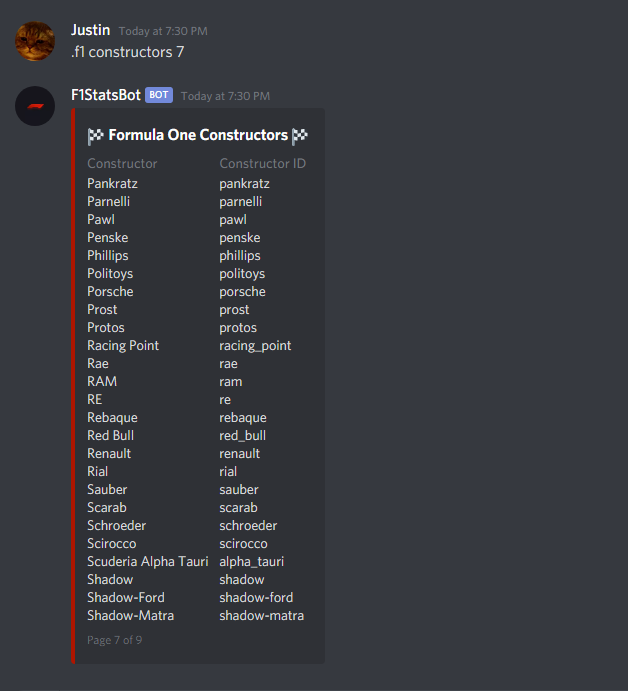 Justin Today at 7:30 PM
.f1 constructors 7
F1StatsBot BOT Today at 7:30 PM
Formula One Constructors
Constructor Constructor ID
Pankratz pankratz
Parnelli parnelli
Pawl pawl
Penske penske
Phillips phillips
Politoys politoys
Porsche porsche
Prost prost
Protos protos
Racing Point racing_point
Rae rae
RAM ram
RE re
Rebaque rebaque
Red Bull red_bull
Renault renault
Rial rial
Sauber sauber
Scarab scarab
Schroeder schroeder
Scirocco scirocco
Scuderia Alpha Tauri alpha_tauri
Shadow shadow
Shadow-Ford shadow-ford
Shadow-Matra shadow-matra
Page 7 of 9